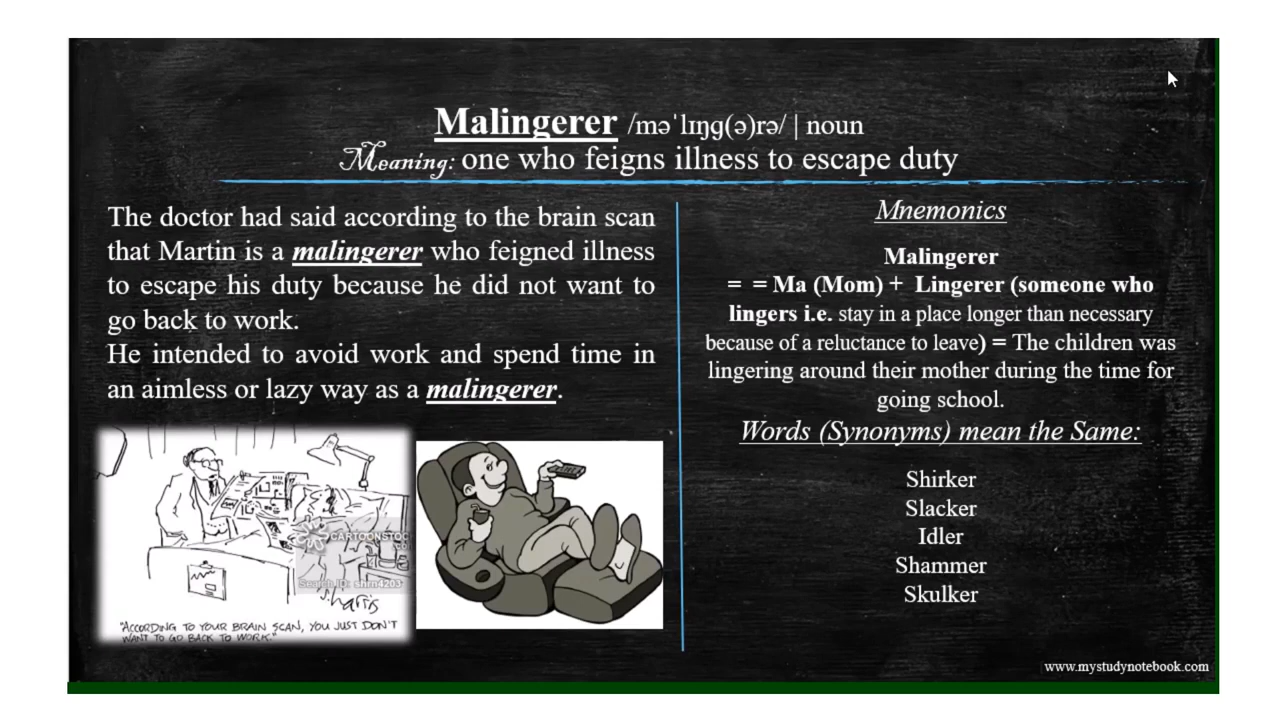 Malingerer /məˈlɪŋɡ(ə)rə/ | noun
Meaning: one who feigns illness to escape duty
The doctor had said according to the brain scan
that Martin is a malingerer who feigned illness
to escape his duty because he did not want to
go back to work.
He intended to avoid work and spend time in
an aimless or lazy way as a malingerer.
CARTOONSTOCK
.com
Search ID: shrn4203
S.harris
"ACCORDING TO YOUR BRAIN SCAN, YOU JUST DON'T
WANT TO GO BACK TO WORK."
Mnemonics
Malingerer
= = Ma (Mom) + Lingerer (someone who
lingers i.e. stay in a place longer than necessary
because of a reluctance to leave) = The children was
lingering around their mother during the time for
going school.
Words (Synonyms) mean the Same:
Shirker
Slacker
Idler
Shammer
Skulker
www.mystudynotebook.com